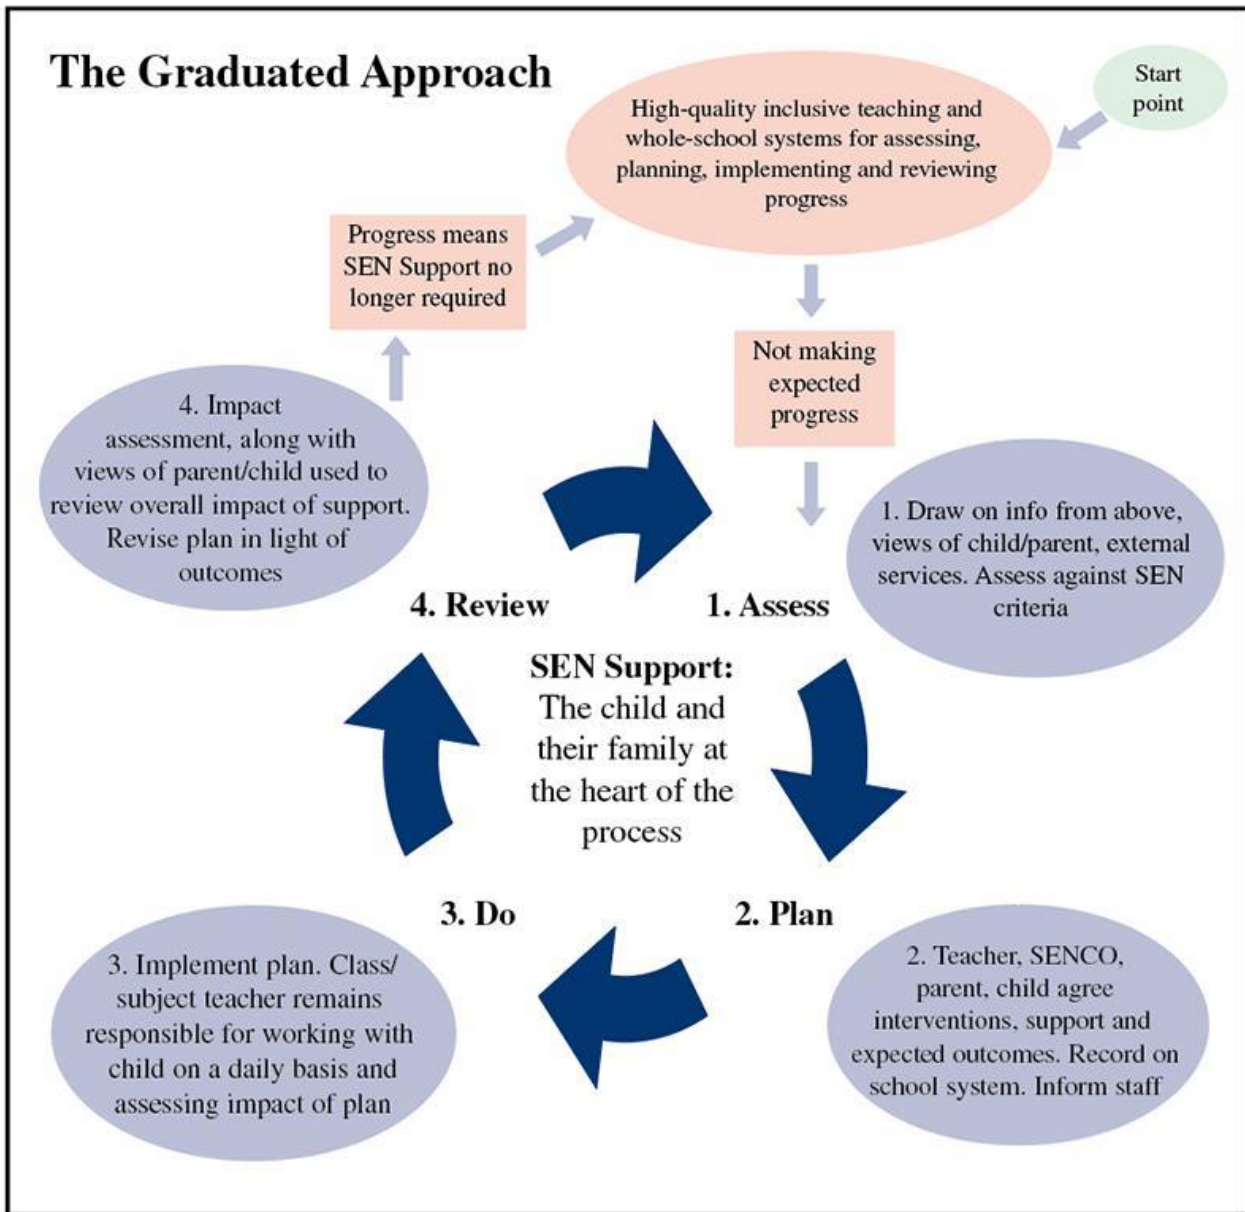 The Graduated Approach
Start
point
High-quality inclusive teaching and
whole-school systems for assessing,
planning, implementing and reviewing
progress
Progress means
SEN Support no
longer required
Not making
expected
progress
4. Impact
assessment, along with
views of parent/child used to
review overall impact of support.
Revise plan in light of
outcomes
1. Draw on info from above,
views of child/parent, external
services. Assess against SEN
criteria
4. Review
1. Assess
SEN Support:
The child and
their family at
the heart of the
process
3. Do
2. Plan
3. Implement plan. Class/
subject teacher remains
responsible for working with
child on a daily basis and
assessing impact of plan
2. Teacher, SENCO,
parent, child agree
interventions, support and
expected outcomes. Record on
school system. Inform staff